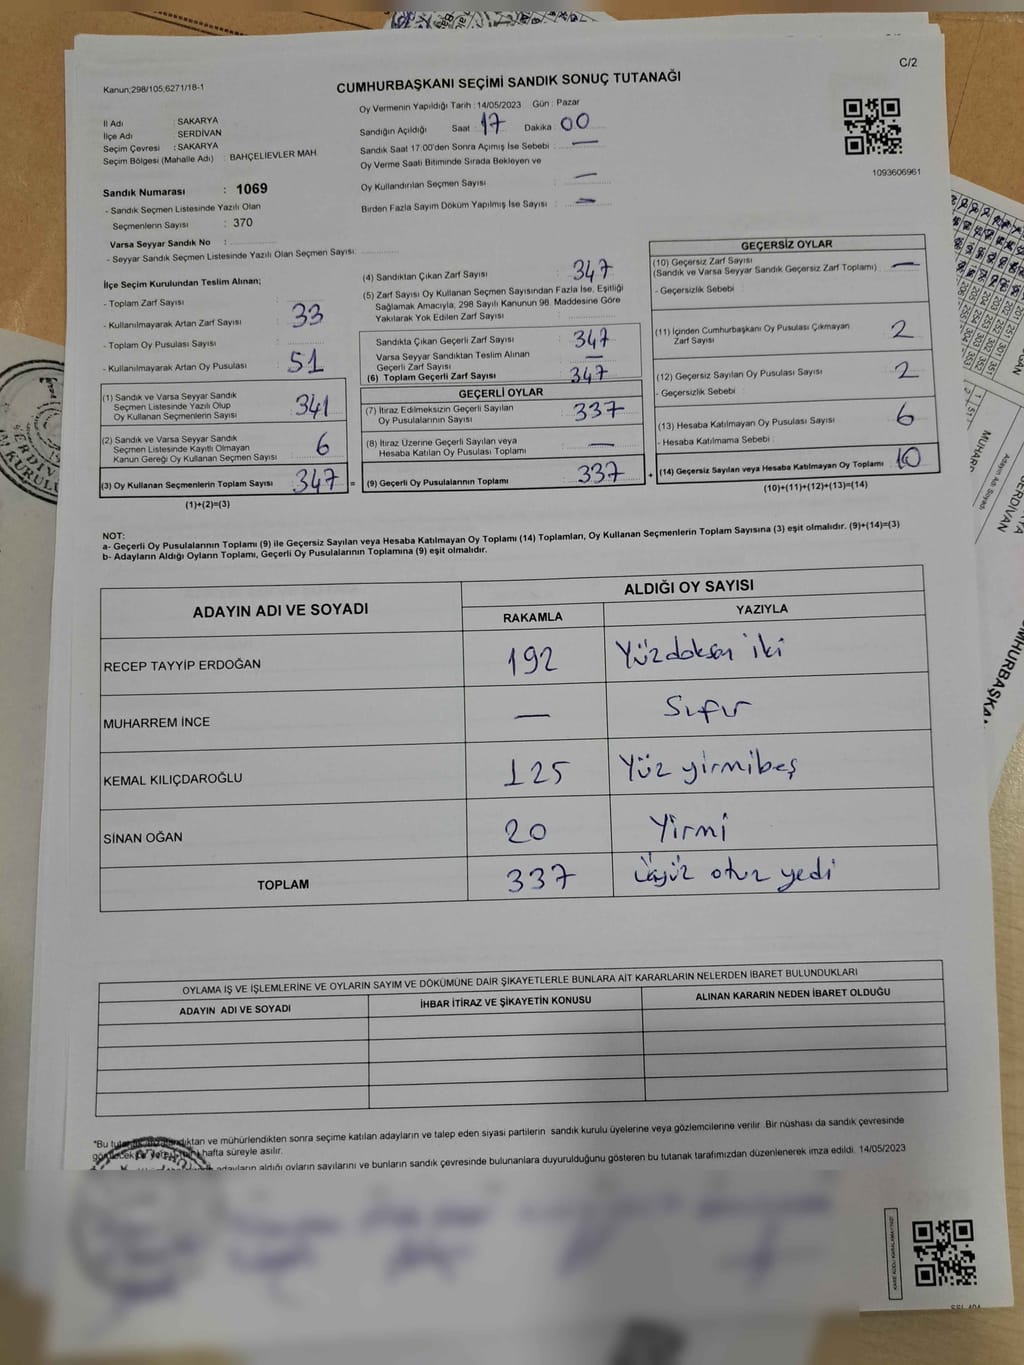 C/2
Kanun;298/105;6271/18-1
CUMHURBAŞKANI SEÇİMİ SANDIK SONUÇ TUTANAĞI
İl Adı : SAKARYA
İlçe Adı : SERDİVAN
Seçim Çevresi : SAKARYA
Seçim Bölgesi (Mahalle Adı) : BAHÇELİEVLER MAH.
Oy Vermenin Yapıldığı Tarih : 14/05/2023 Gün : Pazar
Sandığın Açıldığı Saat : 17 Dakika : 00
Sandık Saat 17:00'den Sonra Açımış İse Sebebi : —
Oy Verme Saati Bitiminde Sırada Bekleyen ve
Oy Kullandırılan Seçmen Sayısı : —
Birden Fazla Sayım Döküm Yapılmış İse Sayısı : —
1093606961
Sandık Numarası : 1069
- Sandık Seçmen Listesinde Yazılı Olan
Seçmenlerin Sayısı : 370
Varsa Seyyar Sandık No :
- Seyyar Sandık Seçmen Listesinde Yazılı Olan Seçmen Sayısı:
İlçe Seçim Kurulundan Teslim Alınan;
- Toplam Zarf Sayısı :
- Kullanılmayarak Artan Zarf Sayısı : 33
- Toplam Oy Pusulası Sayısı :
- Kullanılmayarak Artan Oy Pusulası : 51
(1) Sandık ve Varsa Seyyar Sandık
Seçmen Listesinde Yazılı Olup
Oy Kullanan Seçmenlerin Sayısı : 341
(2) Sandık ve Varsa Seyyar Sandık
Seçmen Listesinde Kayıtlı Olmayan
Kanun Gereği Oy Kullanan Seçmen Sayısı : 6
(3) Oy Kullanan Seçmenlerin Toplam Sayısı : 347 =
(1)+(2)=(3)
(4) Sandıktan Çıkan Zarf Sayısı : 347
(5) Zarf Sayısı Oy Kullanan Seçmen Sayısından Fazla İse, Eşitliği
Sağlamak Amacıyla, 298 Sayılı Kanunun 98. Maddesine Göre
Yakılarak Yok Edilen Zarf Sayısı :
Sandıkta Çıkan Geçerli Zarf Sayısı : 347
Varsa Seyyar Sandıktan Teslim Alınan
Geçerli Zarf Sayısı : —
(6) Toplam Geçerli Zarf Sayısı : 347
GEÇERLİ OYLAR
(7) İtiraz Edilmeksizin Geçerli Sayılan
Oy Pusulalarının Sayısı : 337
(8) İtiraz Üzerine Geçerli Sayılan veya
Hesaba Katılan Oy Pusulası Toplamı : —
(9) Geçerli Oy Pusulalarının Toplamı : 337 +
GEÇERSİZ OYLAR
(10) Geçersiz Zarf Sayısı
(Sandık ve Varsa Seyyar Sandık Geçersiz Zarf Toplamı) : —
- Geçersizlik Sebebi :
(11) İçinden Cumhurbaşkanı Oy Pusulası Çıkmayan
Zarf Sayısı : 2
(12) Geçersiz Sayılan Oy Pusulası Sayısı : 2
- Geçersizlik Sebebi :
(13) Hesaba Katılmayan Oy Pusulası Sayısı : 6
- Hesaba Katılmama Sebebi :
(14) Geçersiz Sayılan veya Hesaba Katılmayan Oy Toplamı : 10
(10)+(11)+(12)+(13)=(14)
NOT:
a- Geçerli Oy Pusulalarının Toplamı (9) ile Geçersiz Sayılan veya Hesaba Katılmayan Oy Toplamı (14) Toplamları, Oy Kullanan Seçmenlerin Toplam Sayısına (3) eşit olmalıdır. (9)+(14)=(3)
b- Adayların Aldığı Oyların Toplamı, Geçerli Oy Pusulalarının Toplamına (9) eşit olmalıdır.
ADAYIN ADI VE SOYADI ALDIĞI OY SAYISI
RAKAMLA YAZIYLA
RECEP TAYYİP ERDOĞAN 192 Yüzdoksan iki
MUHARREM İNCE — Sıfır
KEMAL KILIÇDAROĞLU 125 Yüz yirmibeş
SİNAN OĞAN 20 Yirmi
TOPLAM 337 üçyüz otuz yedi
OYLAMA İŞ VE İŞLEMLERİNE VE OYLARIN SAYIM VE DÖKÜMÜNE DAİR ŞİKAYETLERLE BUNLARA AİT KARARLARIN NELERDEN İBARET BULUNDUKLARI
ADAYIN ADI VE SOYADI İHBAR İTİRAZ VE ŞİKAYETİN KONUSU ALINAN KARARIN NEDEN İBARET OLDUĞU
*Bu mühürlendikten sonra seçime katılan adayların ve talep eden siyasi partilerin sandık kurulu üyelerine veya gözlemcilerine verilir. Bir nüshası da sandık çevresinde
hafta süreyle asılır.
adayların aldığı oyların sayılarını ve bunların sandık çevresinde bulunanlara duyurulduğunu gösteren bu tutanak tarafımızdan düzenlenerek imza edildi. 14/05/2023